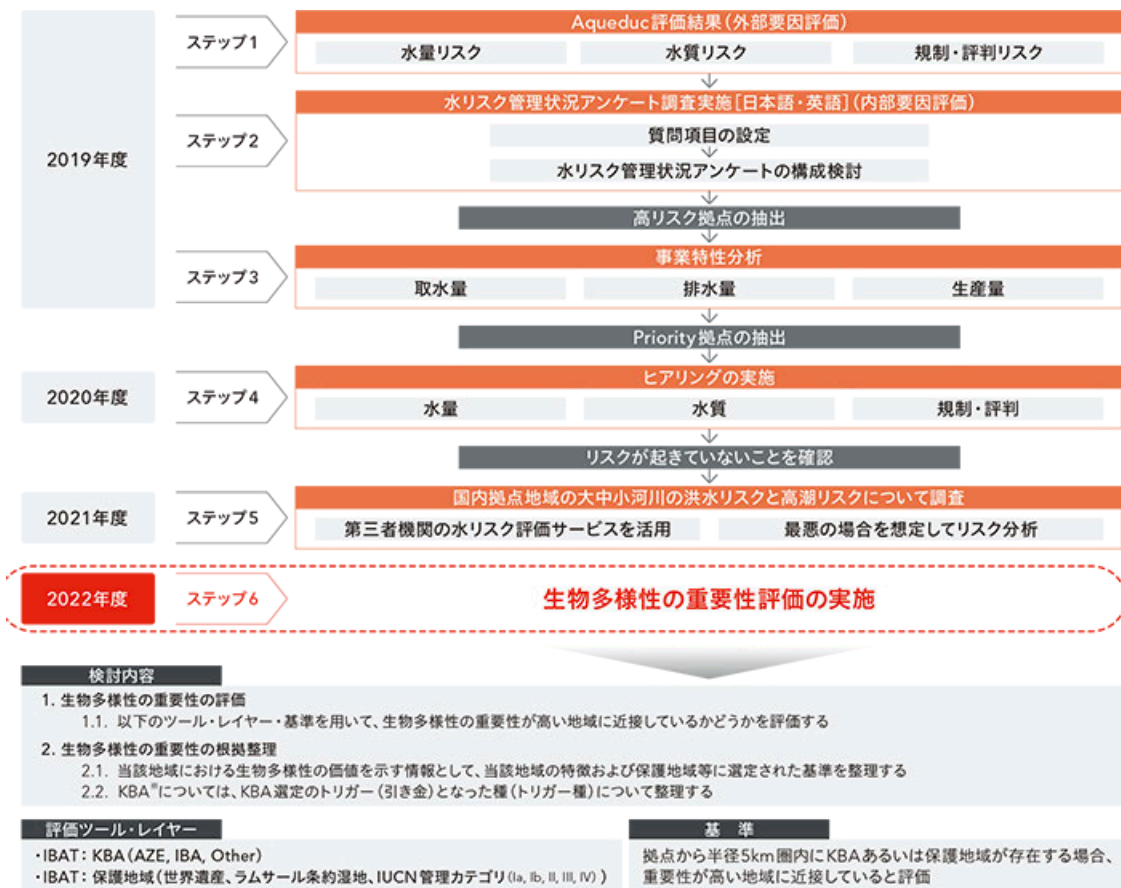 2019年度
ステップ1
Aqueduc評価結果（外部要因評価）
水量リスク 水質リスク 規制・評判リスク
ステップ2
水リスク管理状況アンケート調査実施［日本語・英語］（内部要因評価）
質問項目の設定
水リスク管理状況アンケートの構成検討
高リスク拠点の抽出
ステップ3
事業特性分析
取水量 排水量 生産量
Priority拠点の抽出
2020年度
ステップ4
ヒアリングの実施
水量 水質 規制・評判
リスクが起きていないことを確認
2021年度
ステップ5
国内拠点地域の大中小河川の洪水リスクと高潮リスクについて調査
第三者機関の水リスク評価サービスを活用 最悪の場合を想定してリスク分析
2022年度
ステップ6
生物多様性の重要性評価の実施
検討内容
1. 生物多様性の重要性の評価
1.1. 以下のツール・レイヤー・基準を用いて、生物多様性の重要性が高い地域に近接しているかどうかを評価する
2. 生物多様性の重要性の根拠整理
2.1. 当該地域における生物多様性の価値を示す情報として、当該地域の特徴および保護地域等に選定された基準を整理する
2.2. KBA※については、KBA選定のトリガー（引き金）となった種（トリガー種）について整理する
評価ツール・レイヤー
・IBAT：KBA（AZE, IBA, Other）
・IBAT：保護地域（世界遺産、ラムサール条約湿地、IUCN管理カテゴリ（Ia, Ib, II, III, IV））
基 準
拠点から半径5km圏内にKBAあるいは保護地域が存在する場合、
重要性が高い地域に近接していると評価